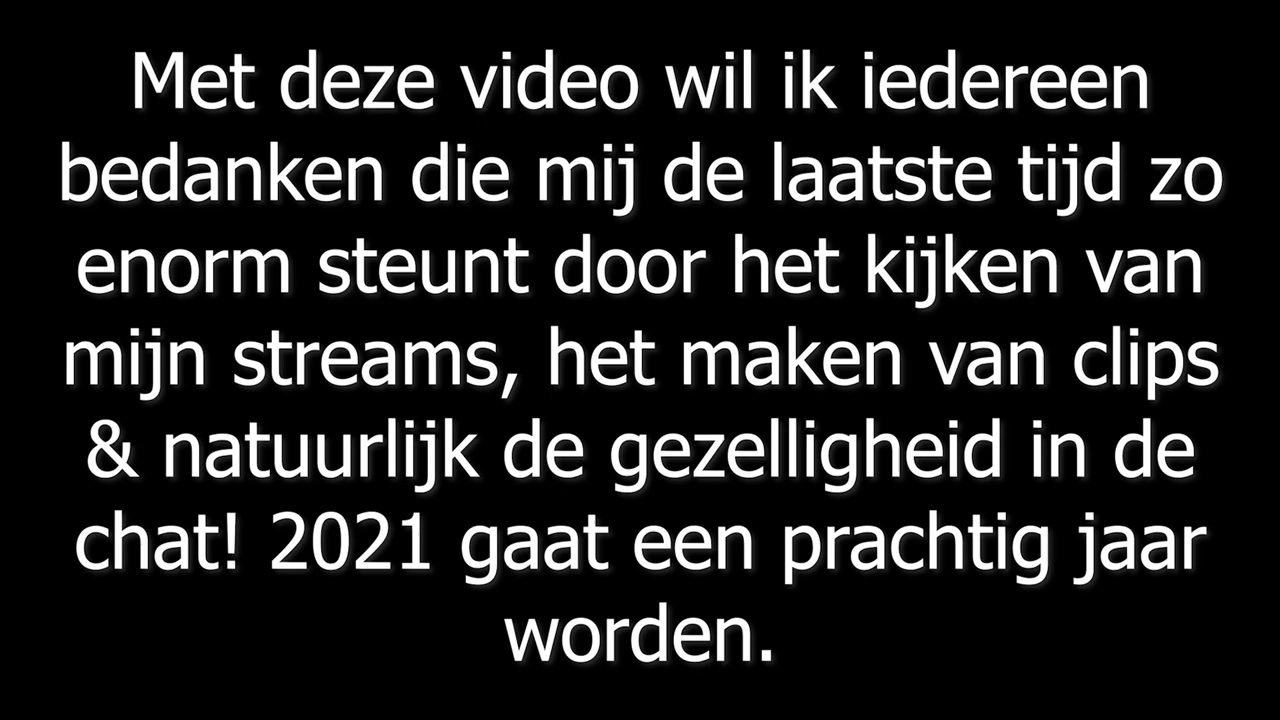 Met deze video wil ik iedereen
bedanken die mij de laatste tijd zo
enorm steunt door het kijken van
mijn streams, het maken van clips
& natuurlijk de gezelligheid in de
chat! 2021 gaat een prachtig jaar
worden.